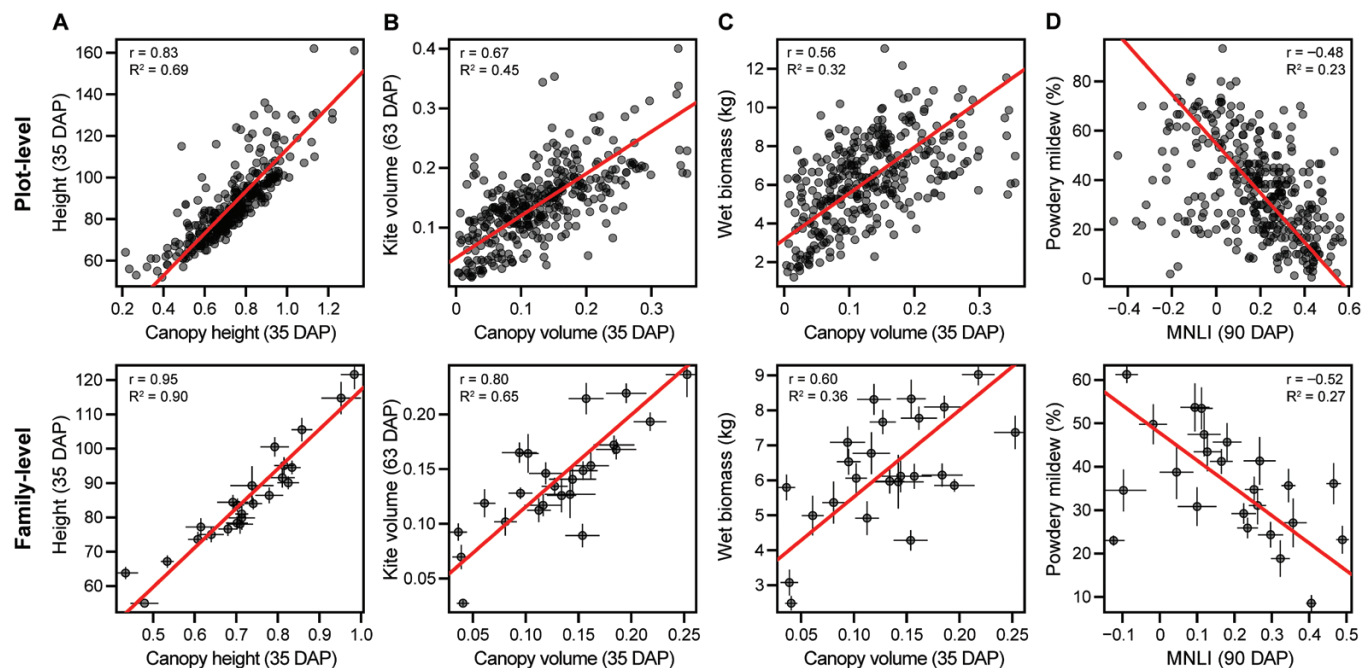 A
B
C
D
Plot-level
Height (35 DAP)
160
140
120
100
80
60
r = 0.83
R² = 0.69
0.2 0.4 0.6 0.8 1.0 1.2
Canopy height (35 DAP)
Kite volume (63 DAP)
0.4
0.3
0.2
0.1
r = 0.67
R² = 0.45
0 0.1 0.2 0.3
Canopy volume (35 DAP)
Wet biomass (kg)
12
10
8
6
4
2
r = 0.56
R² = 0.32
0 0.1 0.2 0.3
Canopy volume (35 DAP)
Powdery mildew (%)
80
60
40
20
0
r = −0.48
R² = 0.23
−0.4 −0.2 0 0.2 0.4 0.6
MNLI (90 DAP)
Family-level
Height (35 DAP)
120
110
100
90
80
70
60
r = 0.95
R² = 0.90
0.5 0.6 0.7 0.8 0.9 1.0
Canopy height (35 DAP)
Kite volume (63 DAP)
0.20
0.15
0.10
0.05
r = 0.80
R² = 0.65
0.05 0.10 0.15 0.20 0.25
Canopy volume (35 DAP)
Wet biomass (kg)
9
8
7
6
5
4
3
r = 0.60
R² = 0.36
0.05 0.10 0.15 0.20 0.25
Canopy volume (35 DAP)
Powdery mildew (%)
60
50
40
30
20
10
r = −0.52
R² = 0.27
−0.1 0 0.1 0.2 0.3 0.4 0.5
MNLI (90 DAP)